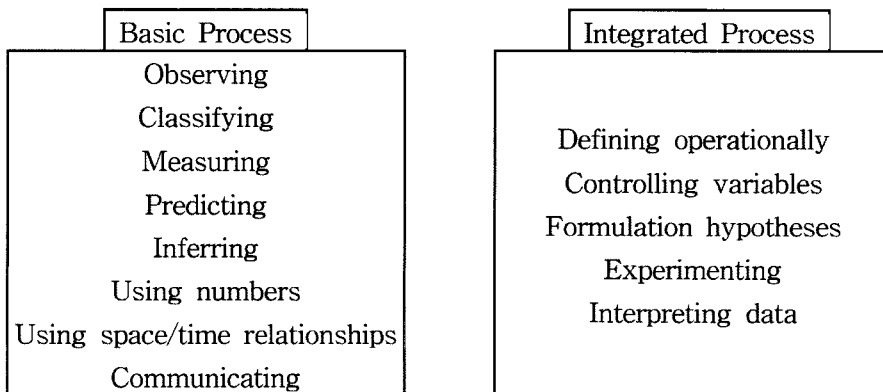 Basic Process
Observing
Classifying
Measuring
Predicting
Inferring
Using numbers
Using space/time relationships
Communicating
Integrated Process
Defining operationally
Controlling variables
Formulation hypotheses
Experimenting
Interpreting data